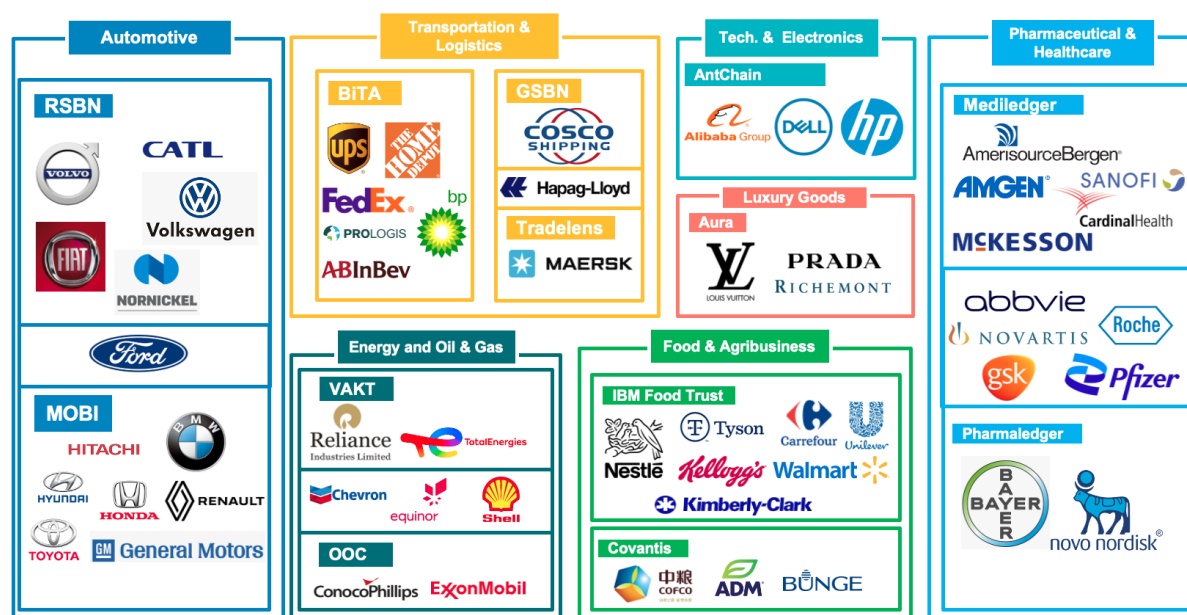 Automotive
RSBN
VOLVO
CATL
Volkswagen
FIAT
NORNICKEL
Ford
MOBI
HITACHI
BMW
HYUNDAI
HONDA
RENAULT
TOYOTA
GM General Motors
Transportation &
Logistics
BiTA
ups
THE
HOME
DEPOT
FedEx®
bp
PROLOGIS
ABInBev
GSBN
COSCO
SHIPPING
Hapag-Lloyd
Tradelens
MAERSK
Tech. & Electronics
AntChain
Alibaba Group
DELL
hp
Luxury Goods
Aura
LV
LOUIS VUITTON
PRADA
RICHEMONT
Energy and Oil & Gas
VAKT
Reliance
Industries Limited
TotalEnergies
Chevron
equinor
Shell
OOC
ConocoPhillips
ExxonMobil
Food & Agribusiness
IBM Food Trust
Nestlé
T Tyson
Carrefour
Unilever
Kellogg's
Walmart
Kimberly-Clark
Covantis
中粮
COFCO
ADM
BUNGE
Pharmaceutical &
Healthcare
Mediledger
AmerisourceBergen®
AMGEN®
SANOFI
CardinalHealth
MCKESSON
abbvie
NOVARTIS
Roche
gsk
Pfizer
Pharmaledger
BAYER
BAYER
novo nordisk®